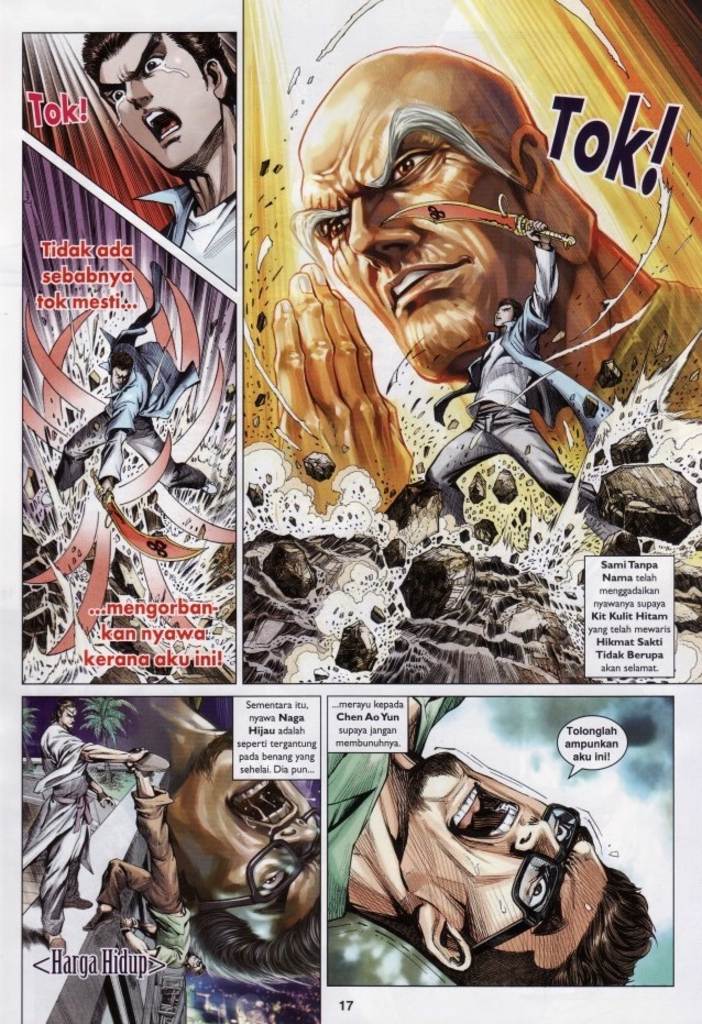 Tok!
Tok!
Tidak ada
sebabnya
tok mesti...
...mengorban-
kan nyawa
kerana aku ini!
Sami Tanpa
Nama telah
menggadaikan
nyawanya supaya
Kit Kulit Hitam
yang telah mewaris
Hikmat Sakti
Tidak Berupa
akan selamat.
Sementara itu,
nyawa Naga
Hijau adalah
seperti tergantung
pada benang yang
sehelai. Dia pun...
<Harga Hidup>
...merayu kepada
Chen Ao Yun
supaya jangan
membunuhnya.
Tolonglah
ampunkan
aku ini!
17